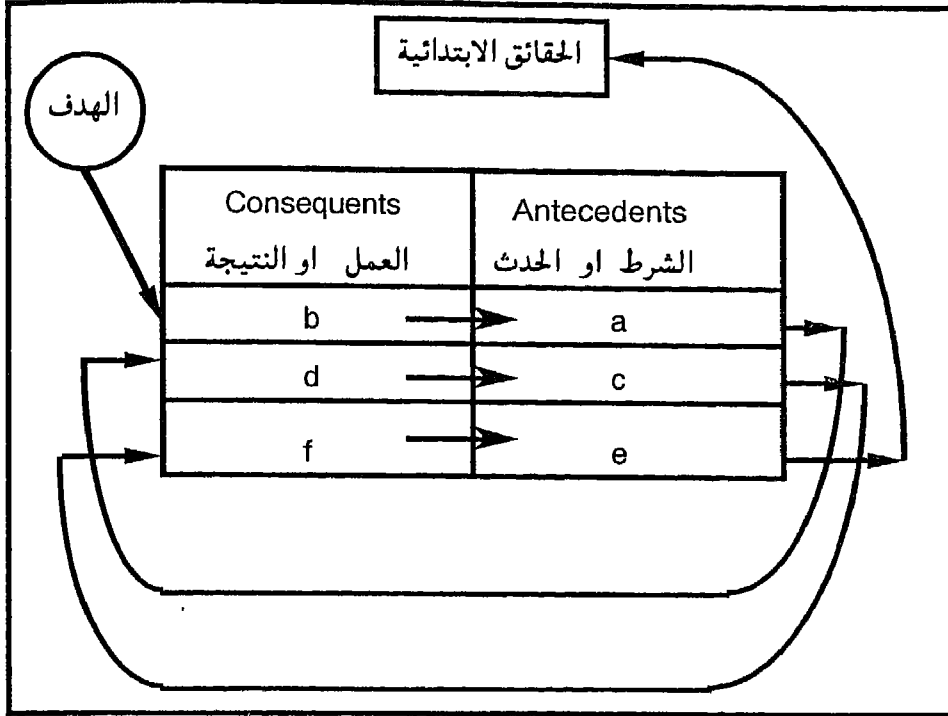 الحقائق الابتدائية
الهدف
Consequents
العمل او النتيجة
Antecedents
الشرط او الحدث
b
a
d
c
f
e